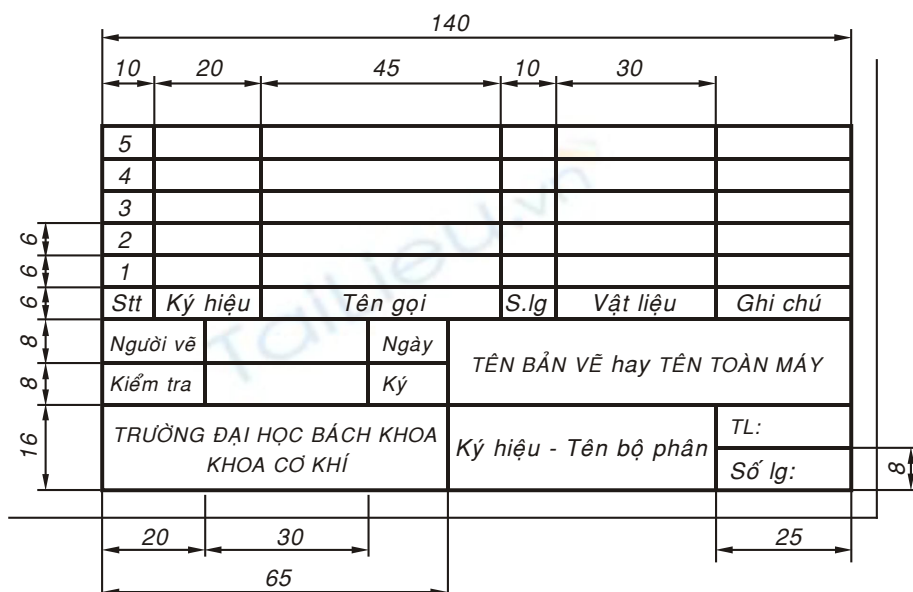 140
10 20 45 10 30
5
4
3
6 2
6 1
6 Stt Ký hiệu Tên gọi S.lg Vật liệu Ghi chú
8 Người vẽ Ngày
TÊN BẢN VẼ hay TÊN TOÀN MÁY
8 Kiểm tra Ký
16
TRƯỜNG ĐẠI HỌC BÁCH KHOA
KHOA CƠ KHÍ
Ký hiệu - Tên bộ phân
TL:
Số lg:
8
20 30 25
65
TaiLieu.vn